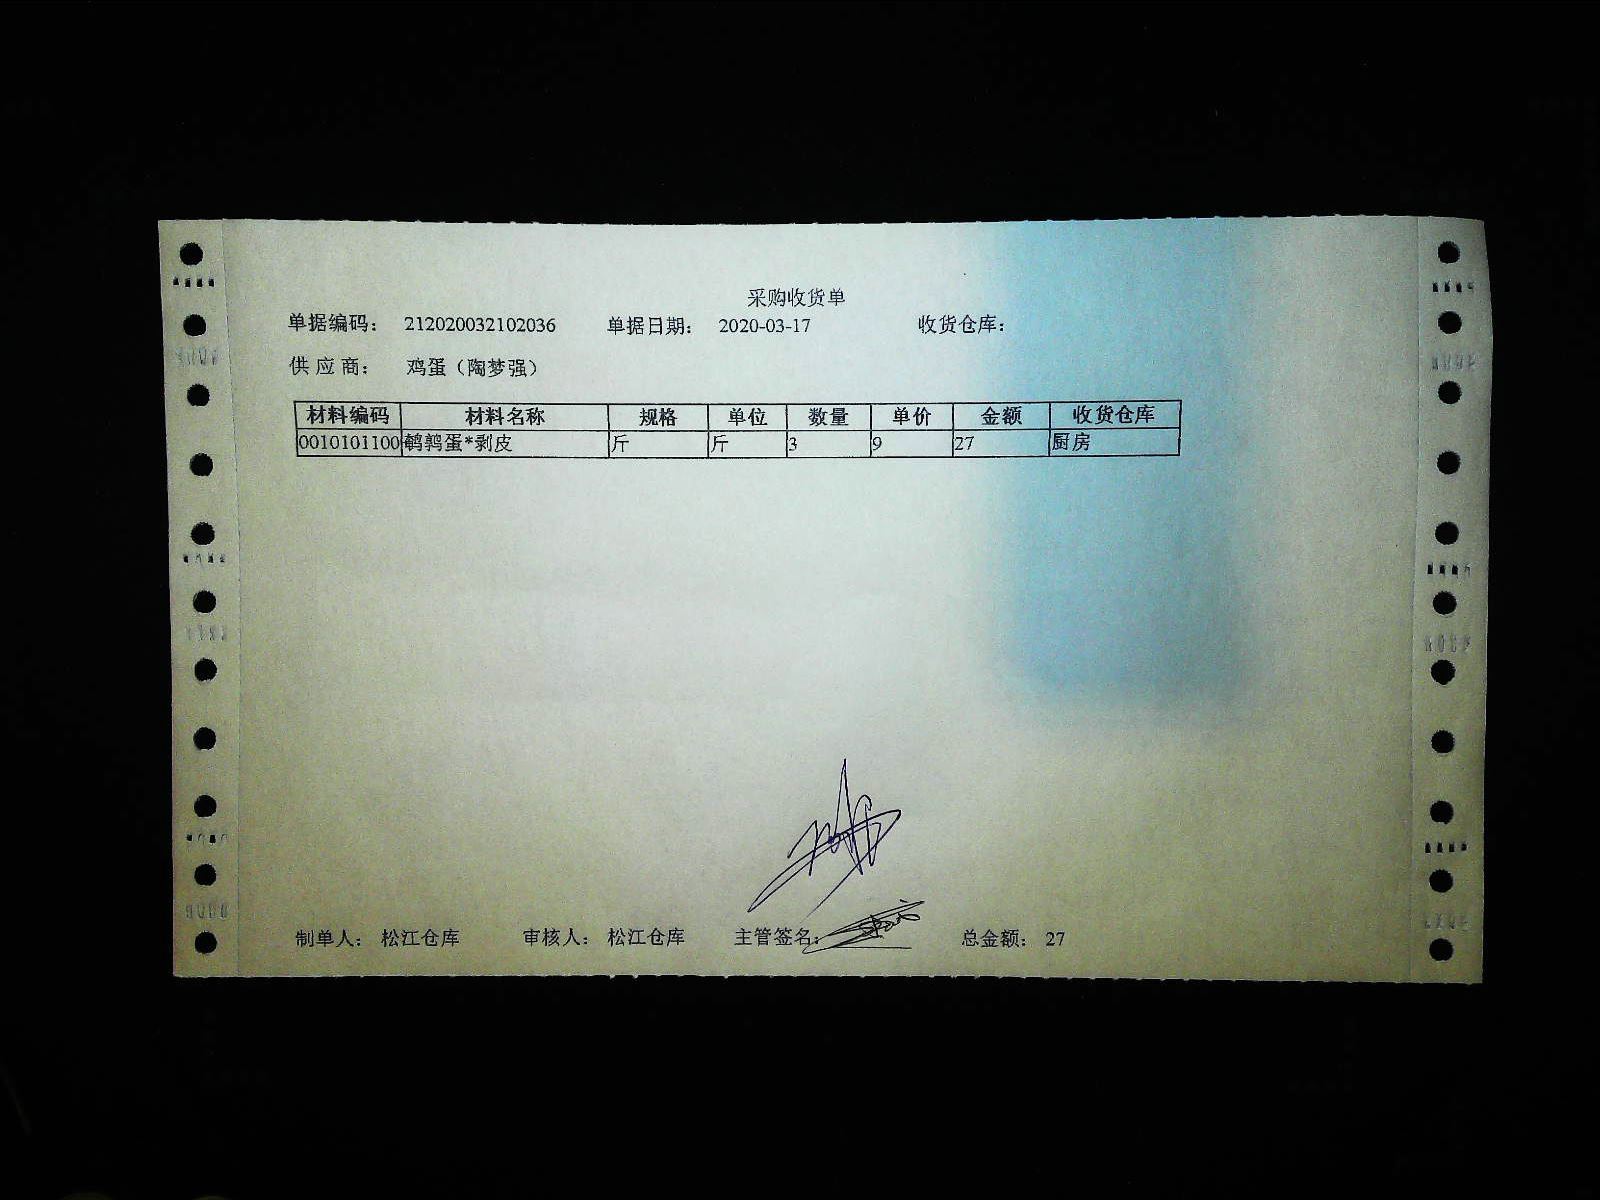 采购收货单
单据编码： 212020032102036 单据日期： 2020-03-17 收货仓库：
供 应 商： 鸡蛋（陶梦强）
材料编码 材料名称 规格 单位 数量 单价 金额 收货仓库
0010101100 鹌鹑蛋*剥皮 斤 斤 3 9 27 厨房
制单人： 松江仓库 审核人： 松江仓库 主管签名： 总金额： 27